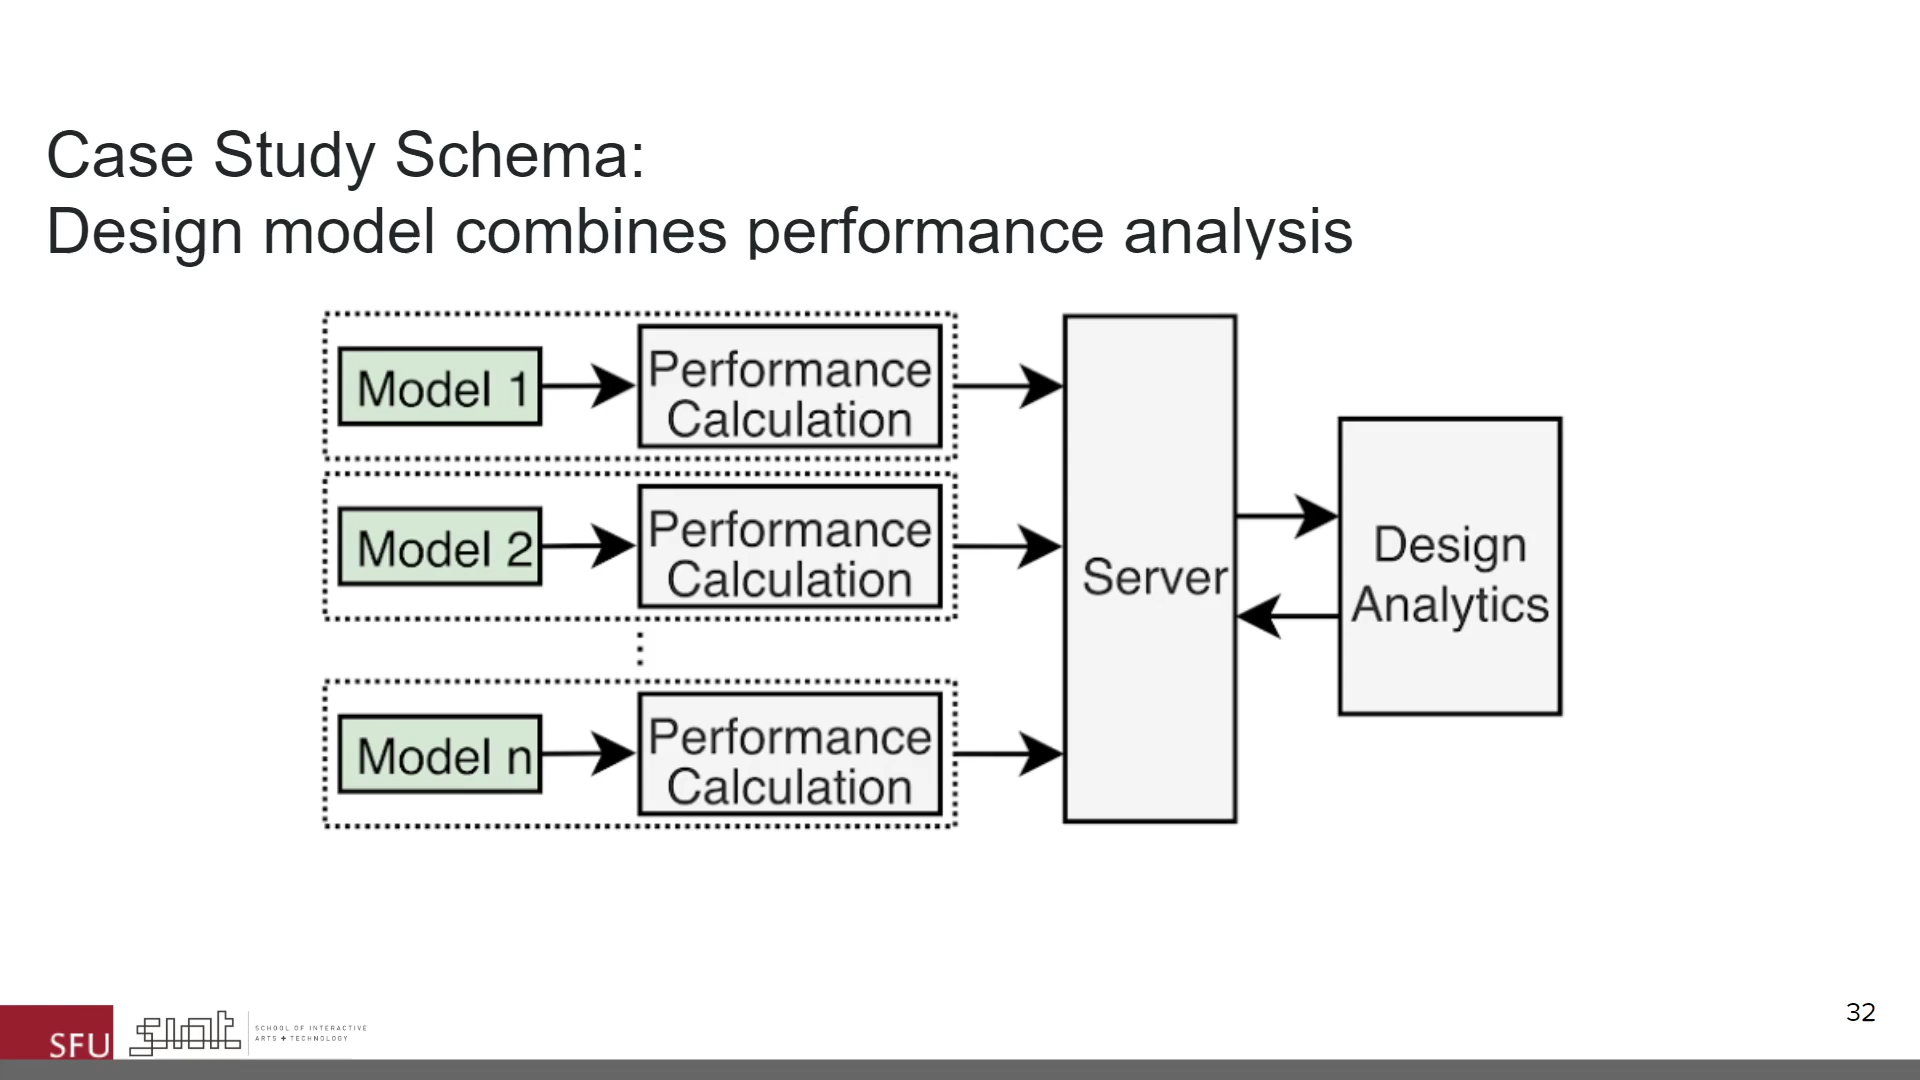 Case Study Schema:
Design model combines performance analysis
Model 1
Performance
Calculation
Model 2
Performance
Calculation
Model n
Performance
Calculation
Server
Design
Analytics
SFU
siat
SCHOOL OF INTERACTIVE
ARTS + TECHNOLOGY
32